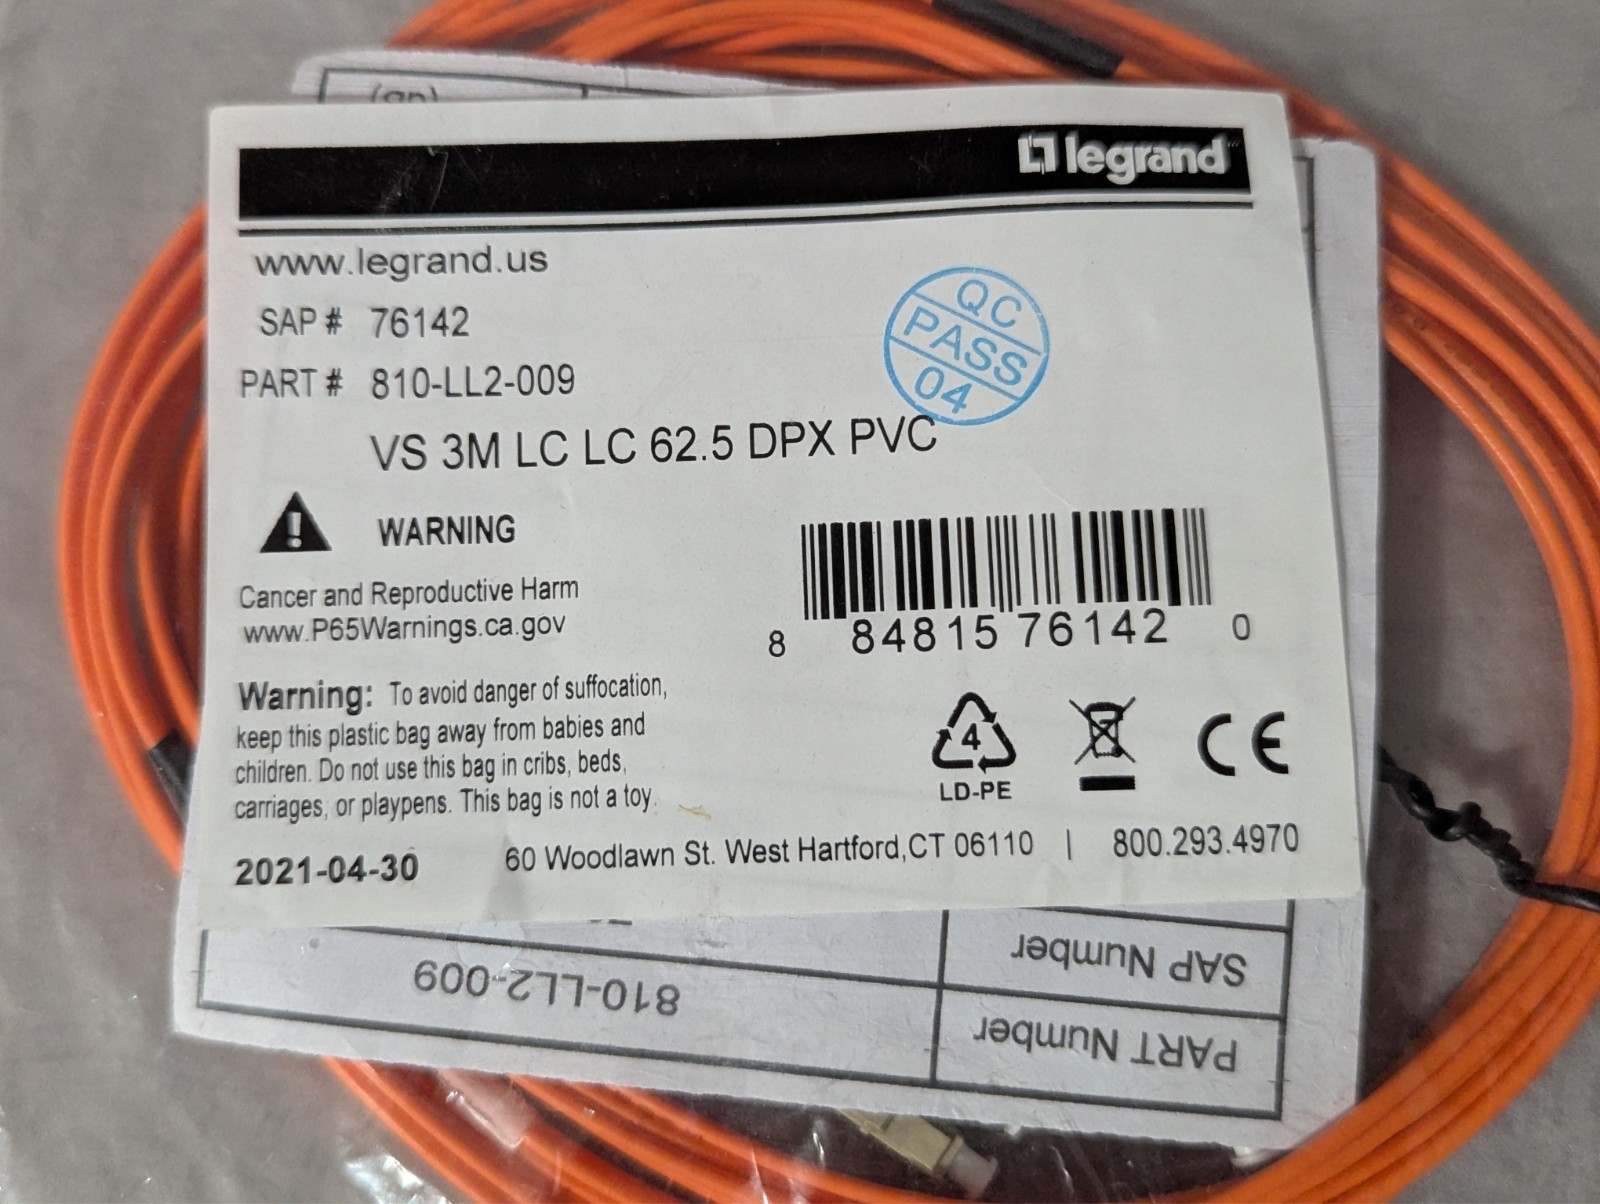 (qp)
legrand
www.legrand.us
SAP # 76142
PART # 810-LL2-009
VS 3M LC LC 62.5 DPX PVC
QC
PASS
04
WARNING
Cancer and Reproductive Harm
www.P65Warnings.ca.gov
8 84815 76142 0
Warning: To avoid danger of suffocation,
keep this plastic bag away from babies and
children. Do not use this bag in cribs, beds,
carriages, or playpens. This bag is not a toy.
4
LD-PE
CE
2021-04-30 60 Woodlawn St. West Hartford,CT 06110 | 800.293.4970
PART Number 810-LL2-009
SAP Number